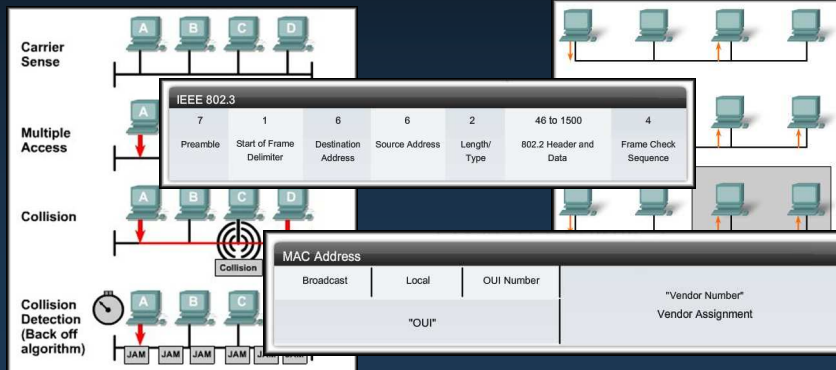 Carrier
Sense
A B C D
IEEE 802.3
7 1 6 6 2 46 to 1500 4
Preamble Start of Frame Destination Source Address Length/ 802.2 Header and Frame Check
Delimiter Address Type Data Sequence
Multiple
Access
A
Collision
A B C D
Collision
MAC Address
Broadcast Local OUI Number
"OUI"
"Vendor Number"
Vendor Assignment
Collision
Detection
(Back off
algorithm)
A B C
JAM JAM JAM JAM